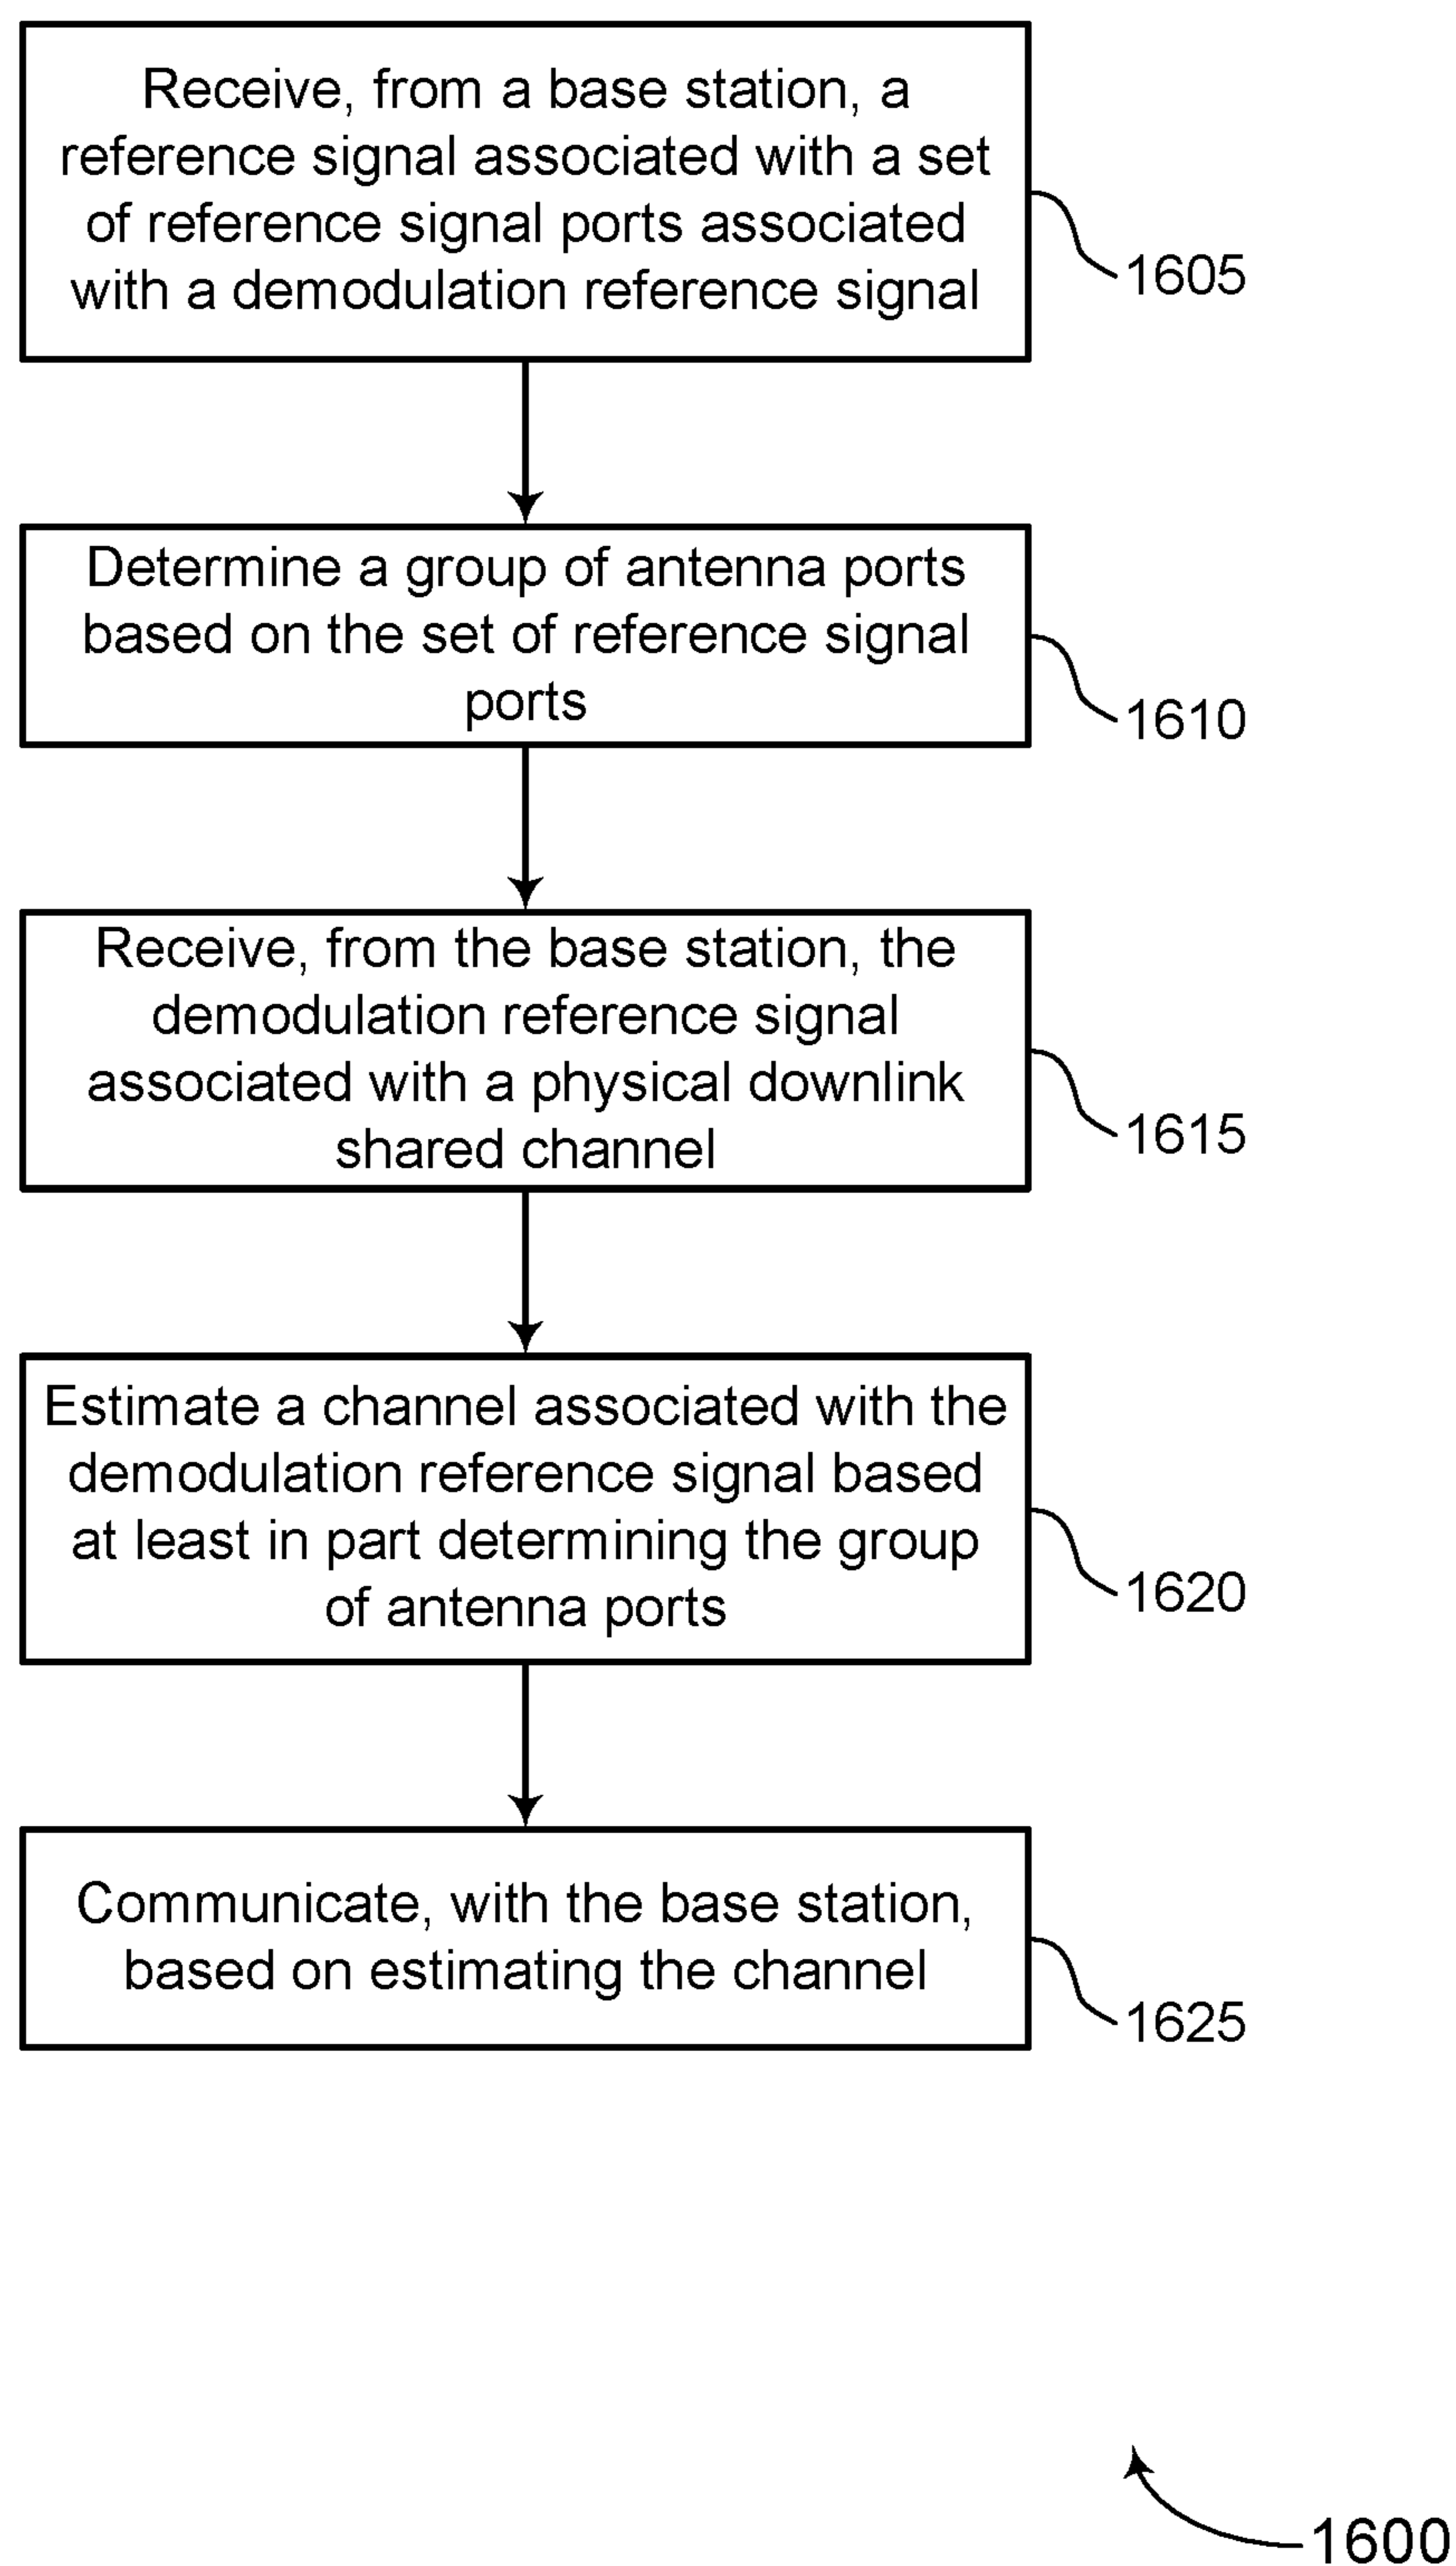 Receive, from a base station, a
reference signal associated with a set
of reference signal ports associated
with a demodulation reference signal
1605
Determine a group of antenna ports
based on the set of reference signal
ports
1610
Receive, from the base station, the
demodulation reference signal
associated with a physical downlink
shared channel
1615
Estimate a channel associated with the
demodulation reference signal based
at least in part determining the group
of antenna ports
1620
Communicate, with the base station,
based on estimating the channel
1625
1600